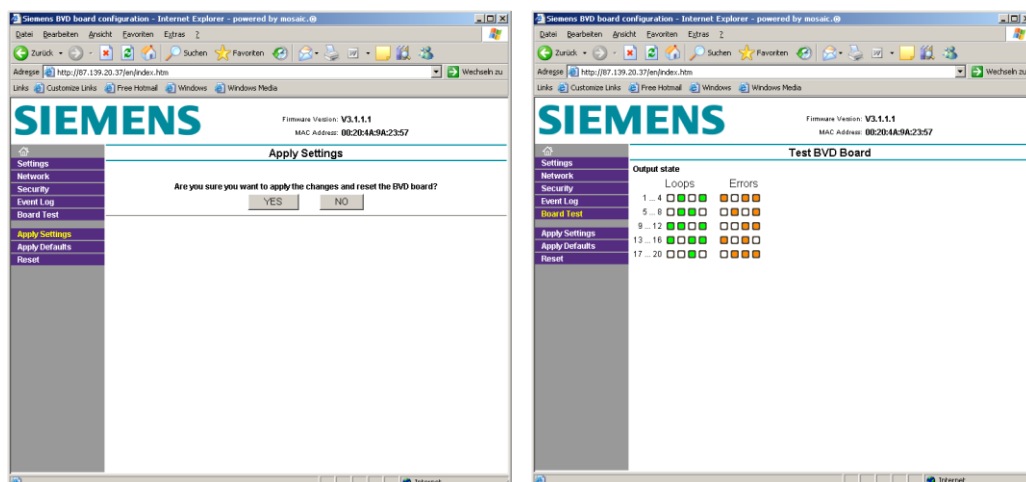 Siemens BVD board configuration - Internet Explorer - powered by mosaic.®
Datei Bearbeiten Ansicht Favoriten Extras ?
Zurück Suchen Favoriten
Adresse http://87.139.20.37/en/index.htm Wechseln zu
Links Customize Links Free Hotmail Windows Windows Media
SIEMENS
Firmware Version: V3.1.1.1
MAC Address: 00:20:4A:9A:23:57
Apply Settings
Settings
Network
Security
Event Log
Board Test
Apply Settings
Apply Defaults
Reset
Are you sure you want to apply the changes and reset the BVD board?
YES NO
Internet
Siemens BVD board configuration - Internet Explorer - powered by mosaic.®
Datei Bearbeiten Ansicht Favoriten Extras ?
Zurück Suchen Favoriten
Adresse http://87.139.20.37/en/index.htm Wechseln zu
Links Customize Links Free Hotmail Windows Windows Media
SIEMENS
Firmware Version: V3.1.1.1
MAC Address: 00:20:4A:9A:23:57
Test BVD Board
Settings
Network
Security
Event Log
Board Test
Apply Settings
Apply Defaults
Reset
Output state
Loops Errors
1 ... 4
5 ... 8
9 ... 12
13 ... 16
17 ... 20
Internet